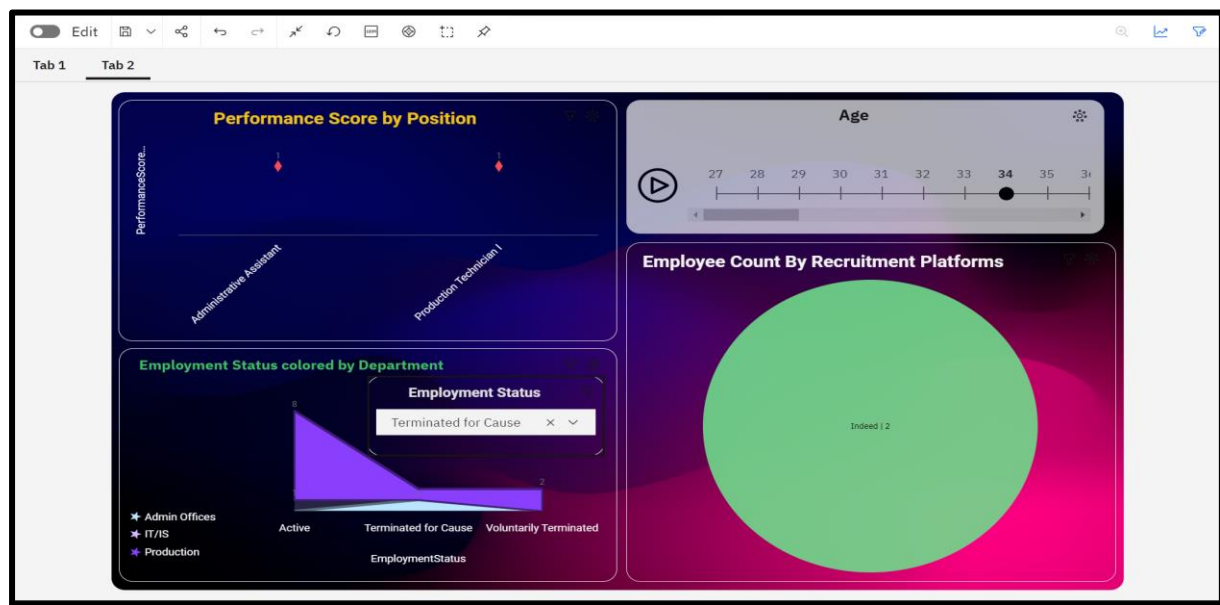 Edit
Tab 1
Tab 2
Performance Score by Position
PerformanceScore...
1
1
Administrative Assistant
Production Technician I
Age
27 28 29 30 31 32 33 34 35
Employment Status colored by Department
Employment Status
Terminated for Cause
8
2
Admin Offices
IT/IS
Production
Active
Terminated for Cause
Voluntarily Terminated
EmploymentStatus
Employee Count By Recruitment Platforms
Indeed | 2